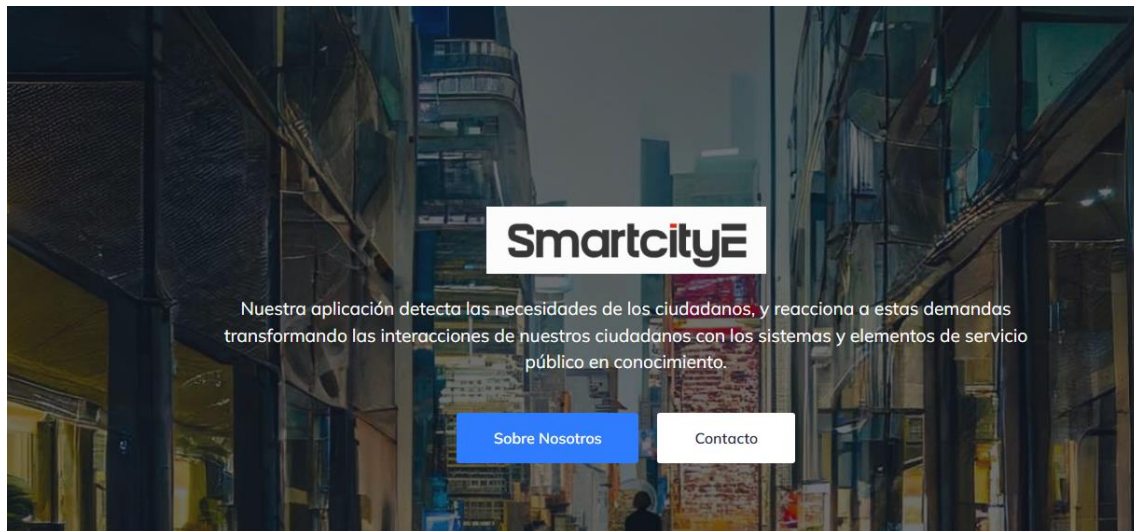 SmartcityE
Nuestra aplicación detecta las necesidades de los ciudadanos, y reacciona a estas demandas
transformando las interacciones de nuestros ciudadanos con los sistemas y elementos de servicio
público en conocimiento.
Sobre Nosotros
Contacto